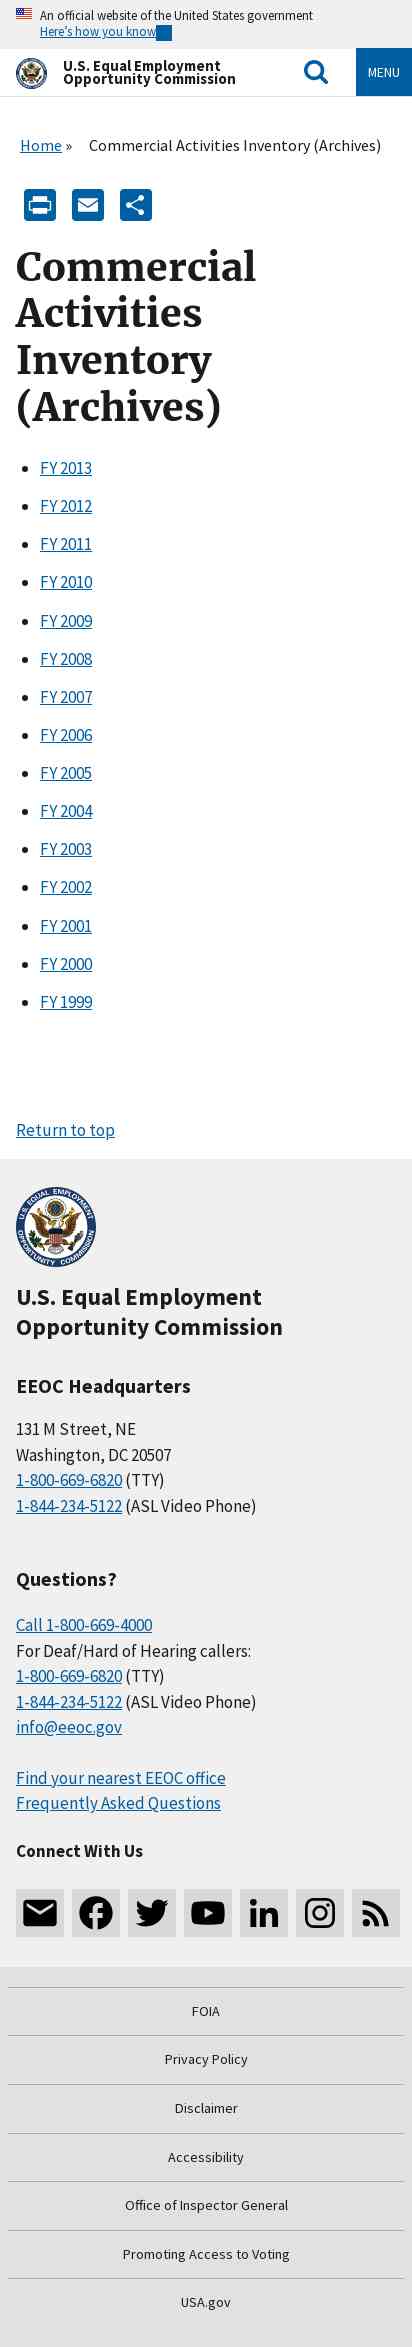 An official website of the United States government
Here's how you know
U.S. Equal Employment
Opportunity Commission
MENU
Home » Commercial Activities Inventory (Archives)
Commercial
Activities
Inventory
(Archives)
FY 2013
FY 2012
FY 2011
FY 2010
FY 2009
FY 2008
FY 2007
FY 2006
FY 2005
FY 2004
FY 2003
FY 2002
FY 2001
FY 2000
FY 1999
Return to top
U.S. EQUAL EMPLOYMENT OPPORTUNITY COMMISSION
U.S. Equal Employment
Opportunity Commission
EEOC Headquarters
131 M Street, NE
Washington, DC 20507
1-800-669-6820 (TTY)
1-844-234-5122 (ASL Video Phone)
Questions?
Call 1-800-669-4000
For Deaf/Hard of Hearing callers:
1-800-669-6820 (TTY)
1-844-234-5122 (ASL Video Phone)
info@eeoc.gov
Find your nearest EEOC office
Frequently Asked Questions
Connect With Us
FOIA
Privacy Policy
Disclaimer
Accessibility
Office of Inspector General
Promoting Access to Voting
USA.gov